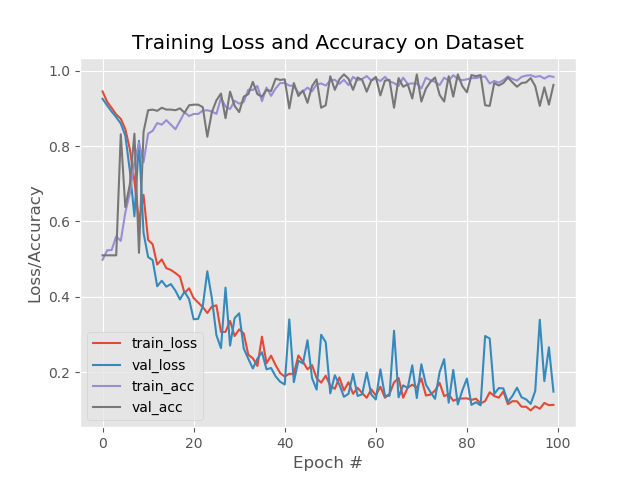 Training Loss and Accuracy on Dataset
1.0
0.8
0.6
0.4
0.2
Loss/Accuracy
train_loss
val_loss
train_acc
val_acc
0 20 40 60 80 100
Epoch #